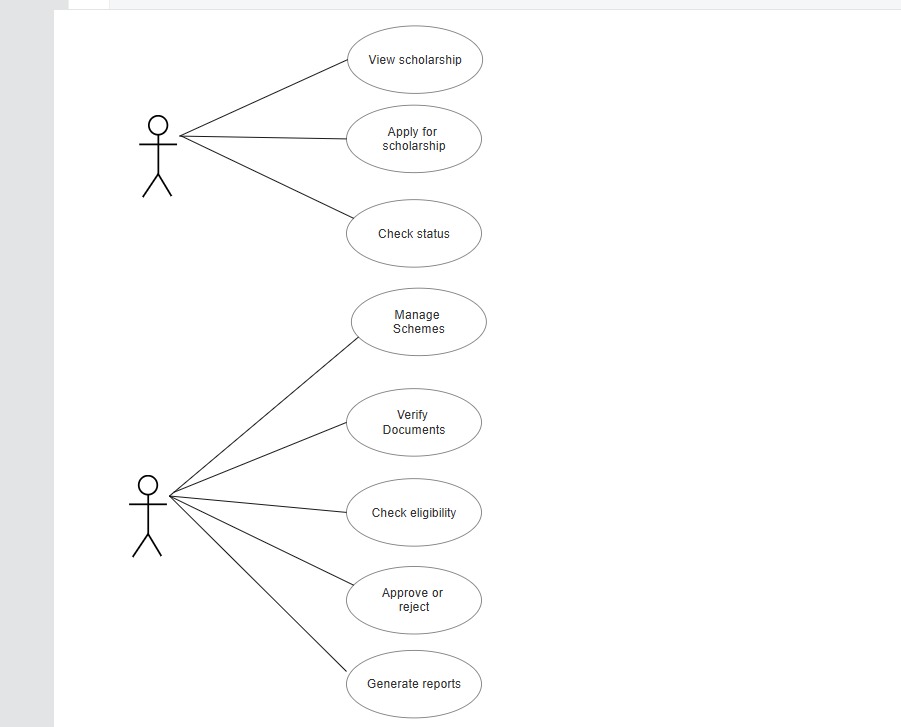 View scholarship
Apply for
scholarship
Check status
Manage
Schemes
Verify
Documents
Check eligibility
Approve or
reject
Generate reports